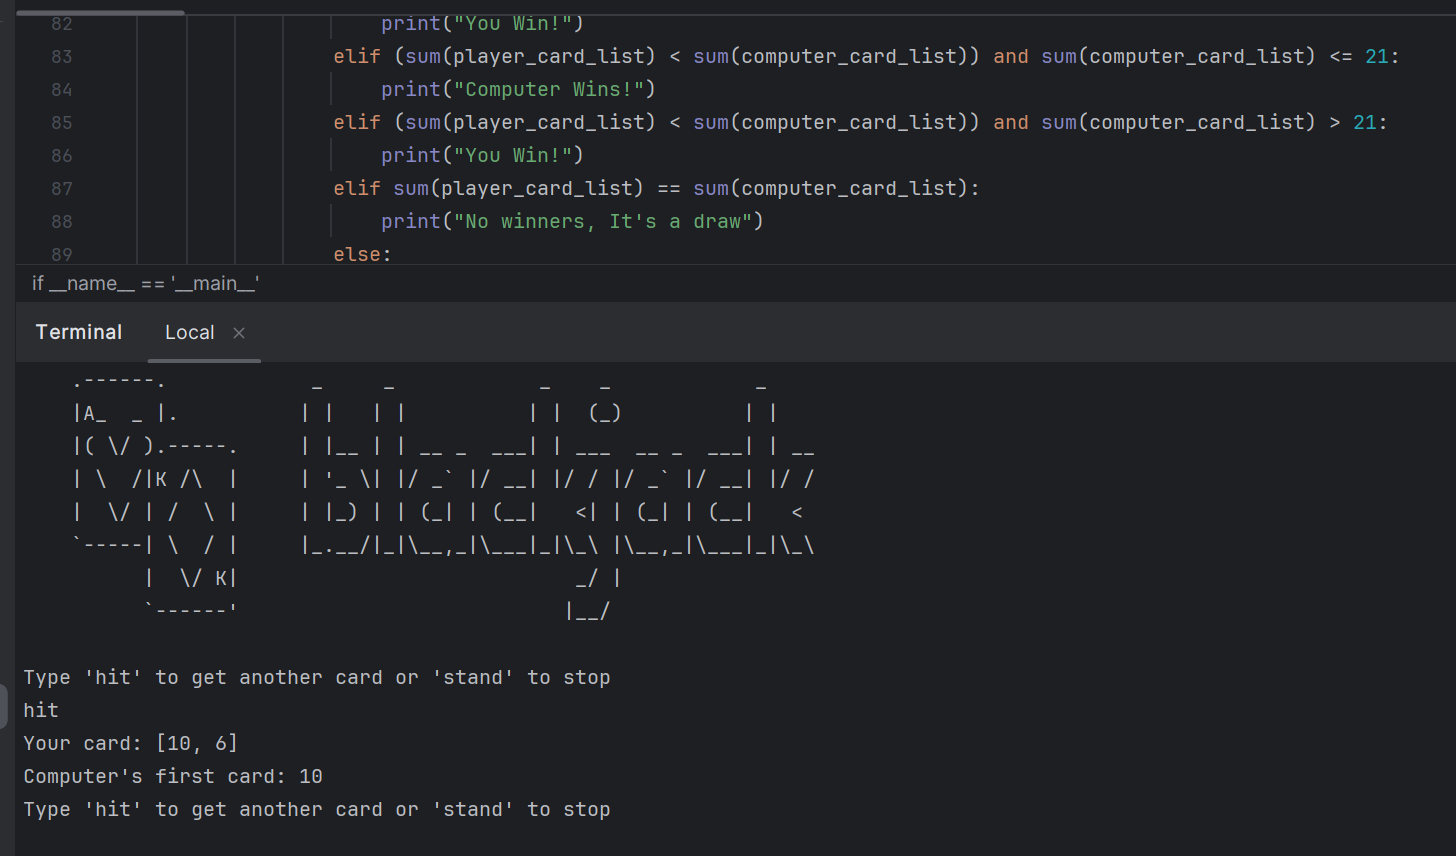 82 print("You Win!")
83 elif (sum(player_card_list) < sum(computer_card_list)) and sum(computer_card_list) <= 21:
84 print("Computer Wins!")
85 elif (sum(player_card_list) < sum(computer_card_list)) and sum(computer_card_list) > 21:
86 print("You Win!")
87 elif sum(player_card_list) == sum(computer_card_list):
88 print("No winners, It's a draw")
89 else:
if __name__ == '__main__'
Terminal Local ×
.------.            _     _            _    _            _
|A_  _ |.          | |   | |          | |  (_)          | |
|( \/ ).-----.     | |__ | | __ _  ___| | ___  __ _  ___| | __
| \  /|K /\  |     | '_ \| |/ _` |/ __| |/ / |/ _` |/ __| |/ /
|  \/ | /  \ |     | |_) | | (_| | (__|   <| | (_| | (__|   <
`-----| \  / |     |_.__/|_|\__,_|\___|_|\_\ |\__,_|\___|_|\_\
      |  \/ K|                            _/ |
      `------'                           |__/
Type 'hit' to get another card or 'stand' to stop
hit
Your card: [10, 6]
Computer's first card: 10
Type 'hit' to get another card or 'stand' to stop